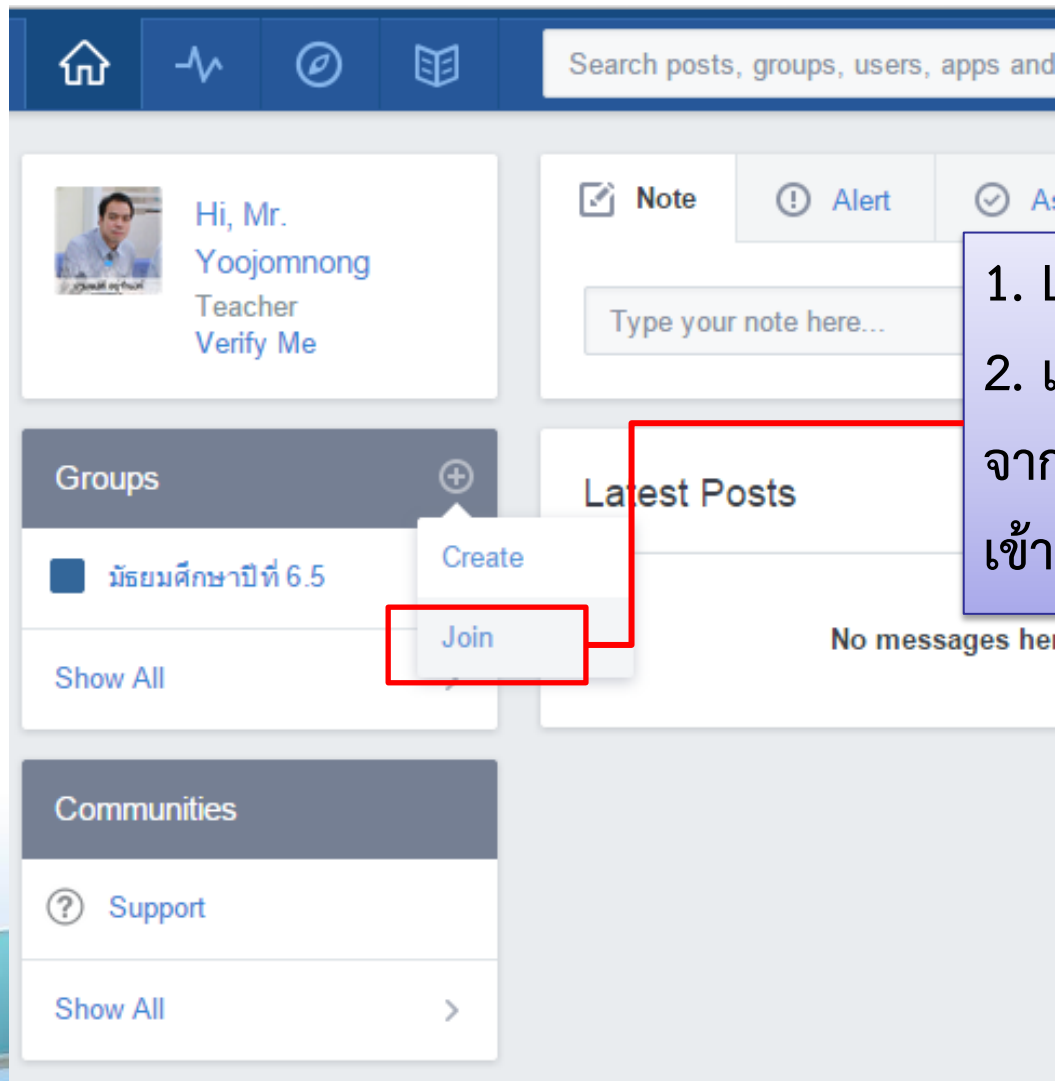 Search posts, groups, users, apps and
Hi, Mr.
Yoojomnong
Teacher
Verify Me
Note
Alert
Type your note here...
1.
2.
จาก
เข้า
Groups
Create
Join
มัธยมศึกษาปีที่ 6.5
Show All
Latest Posts
No messages
Communities
Support
Show All